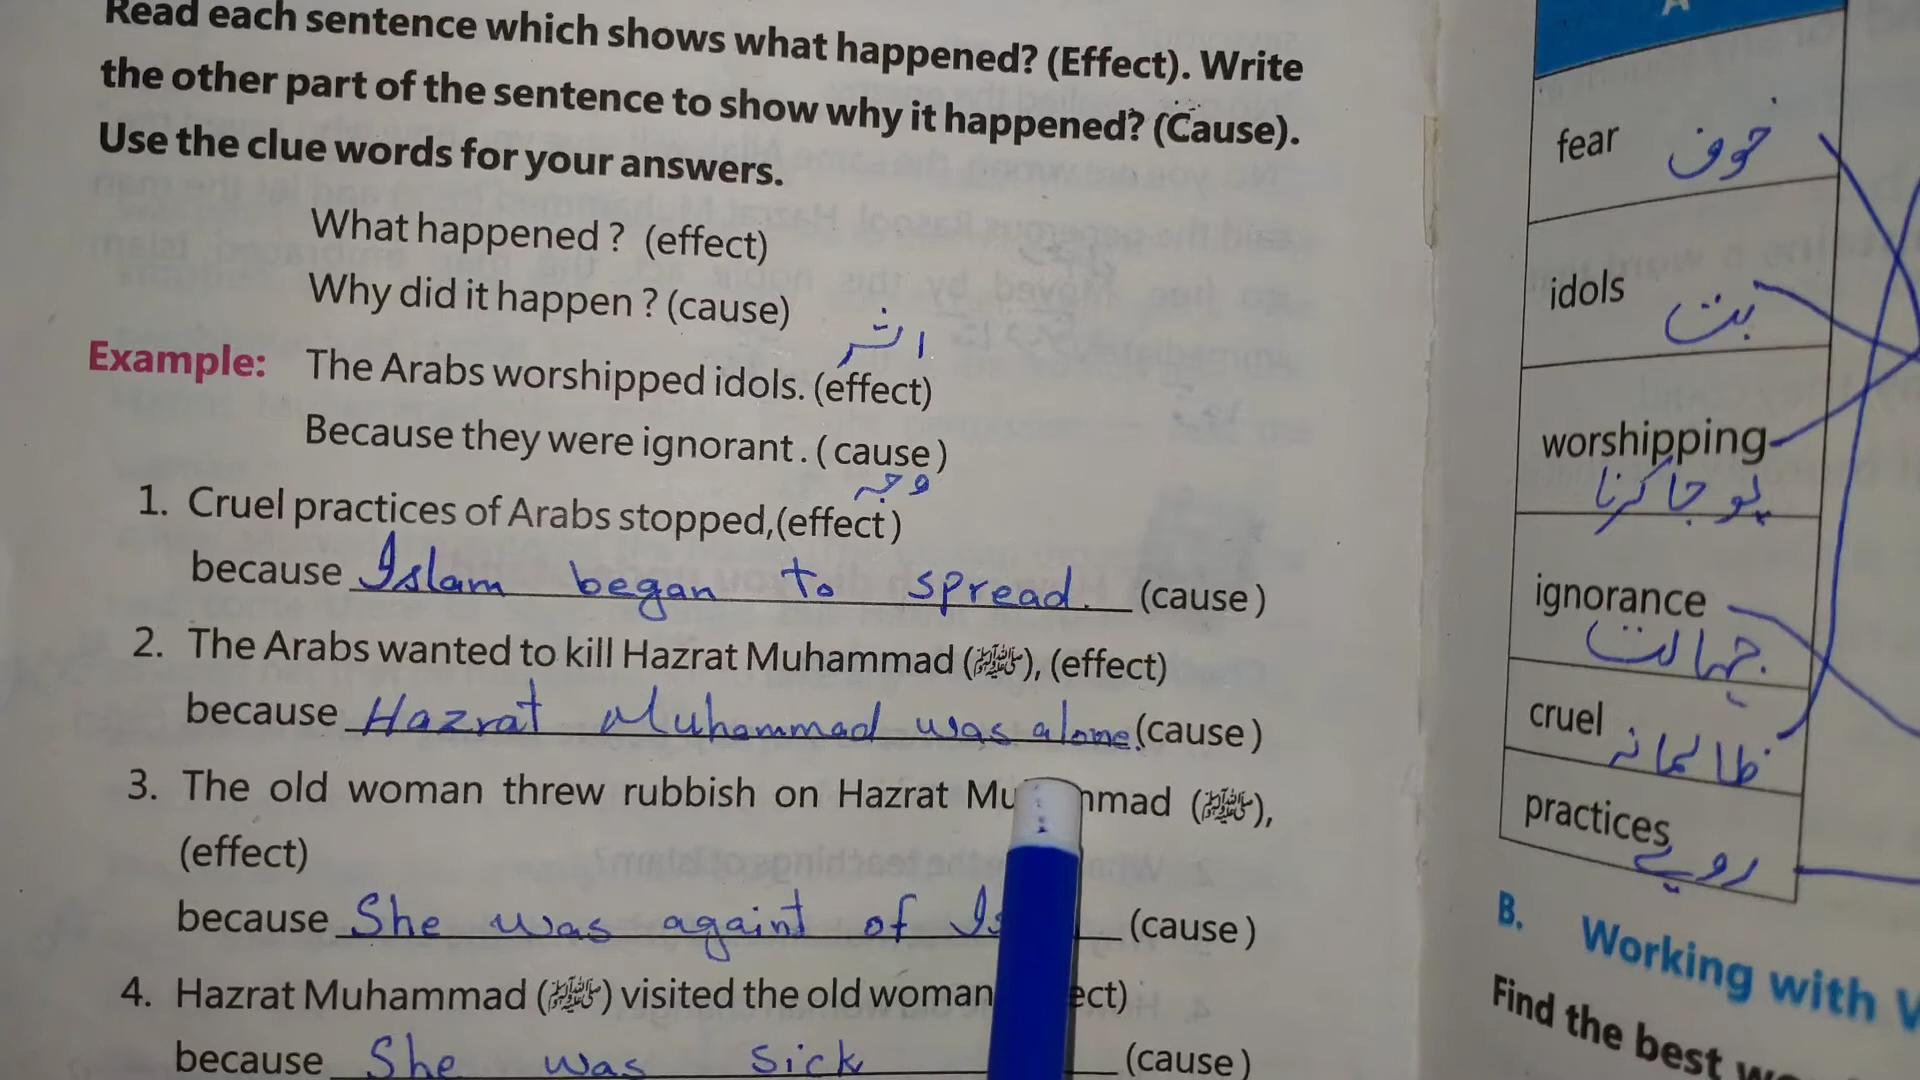 Read each sentence which shows what happened? (Effect). Write
the other part of the sentence to show why it happened? (Cause).
Use the clue words for your answers.
What happened ? (effect)
Why did it happen ? (cause)
اثر
Example: The Arabs worshipped idols. (effect)
Because they were ignorant. ( cause )
وجہ
1. Cruel practices of Arabs stopped,(effect )
because Islam began to spread. (cause )
2. The Arabs wanted to kill Hazrat Muhammad (ﷺ), (effect)
because Hazrat Muhammad was alone. (cause )
3. The old woman threw rubbish on Hazrat Mu mmad (ﷺ),
(effect)
because She was againt of Is (cause )
4. Hazrat Muhammad (ﷺ) visited the old woman ect)
because She was sick (cause )
A
fear خوف
idols بت
worshipping
پوجا کرنا
ignorance
جہالت
cruel ظالمانہ
practices
رویے
B. Working with
Find the best